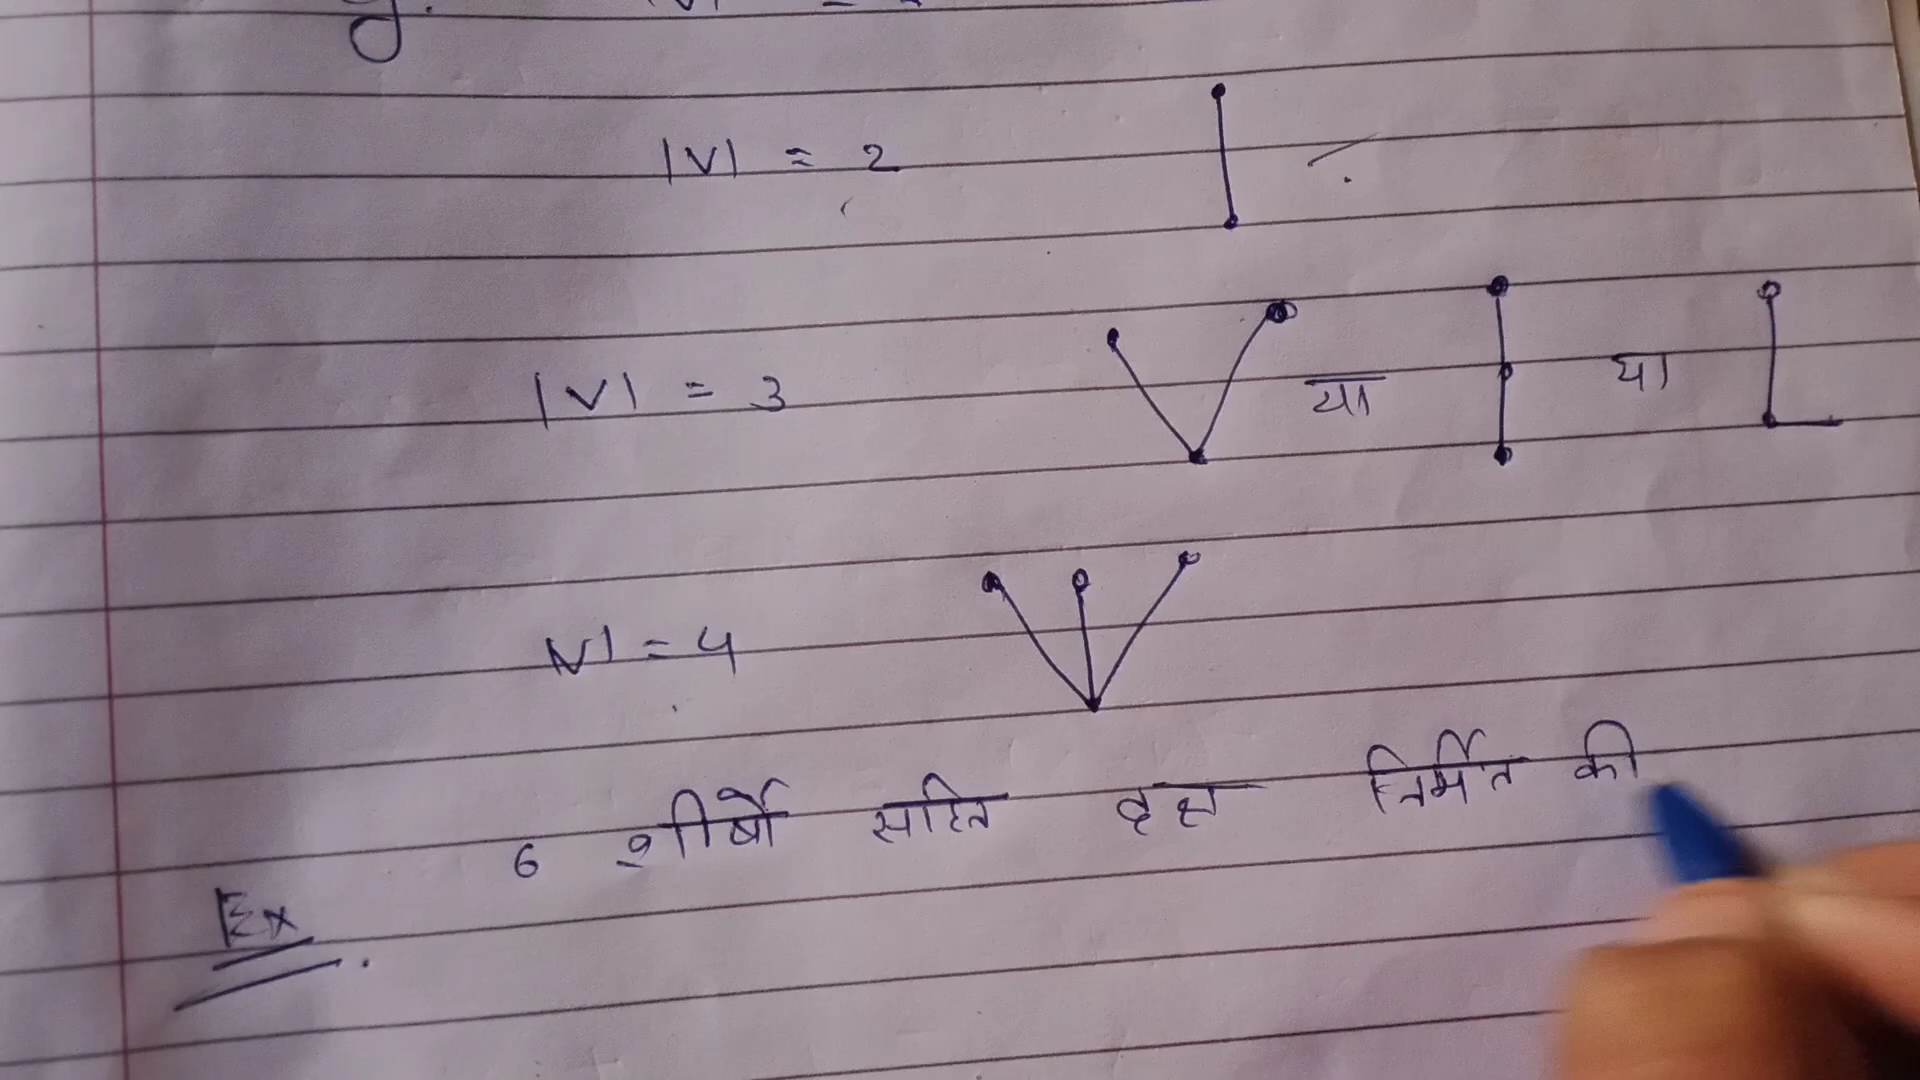 |V| = 2
|V| = 3 या या
|V| = 4
6 शीर्षो सहित वृक्ष निर्मित की
Ex.